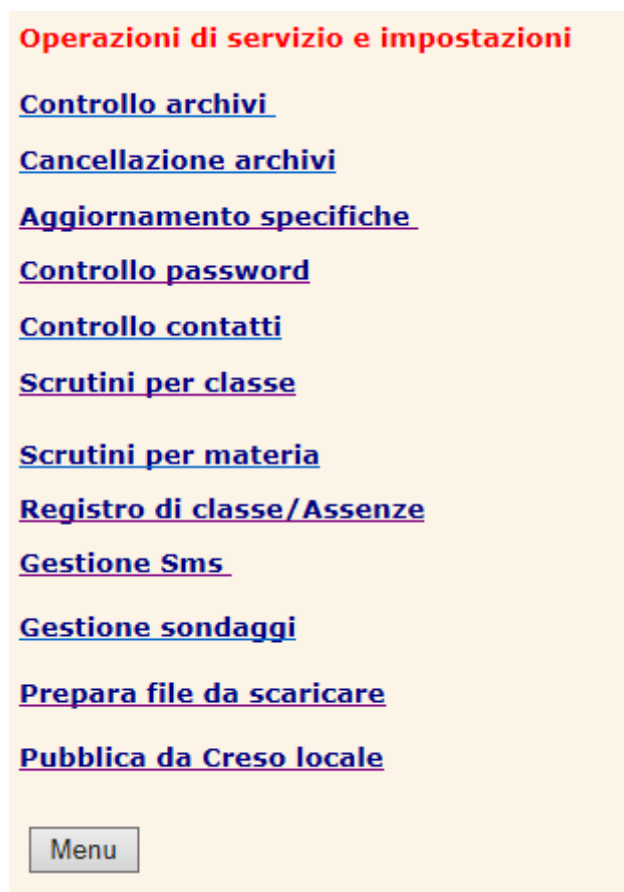 Operazioni di servizio e impostazioni
Controllo archivi
Cancellazione archivi
Aggiornamento specifiche
Controllo password
Controllo contatti
Scrutini per classe
Scrutini per materia
Registro di classe/Assenze
Gestione Sms
Gestione sondaggi
Prepara file da scaricare
Pubblica da Creso locale
Menu